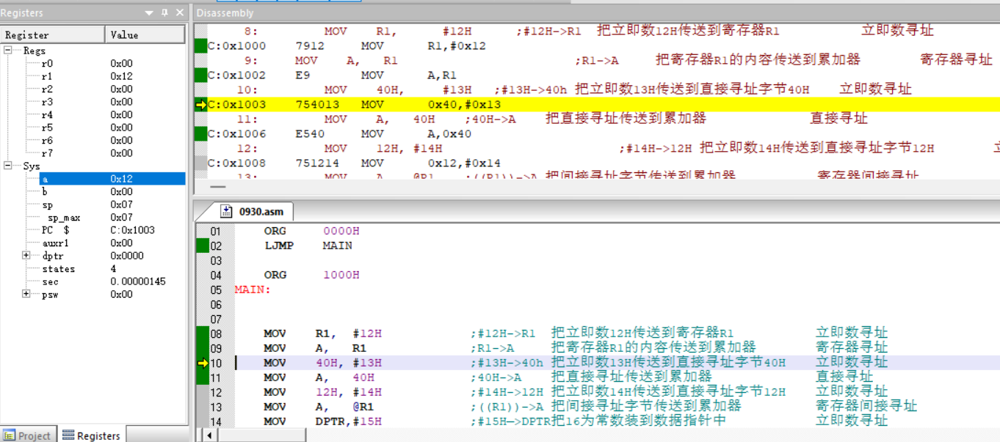 Registers
Register Value
Regs
r0 0x00
r1 0x12
r2 0x00
r3 0x00
r4 0x00
r5 0x00
r6 0x00
r7 0x00
Sys
a 0x12
b 0x00
sp 0x07
sp_max 0x07
PC $ C:0x1003
auxr1 0x00
dptr 0x0000
states 4
sec 0.00000145
psw 0x00
Project Registers
Disassembly
8: MOV R1, #12H ;#12H->R1 把立即数12H传送到寄存器R1 立即数寻址
C:0x1000 7912 MOV R1,#0x12
9: MOV A, R1 ;R1->A 把寄存器R1的内容传送到累加器 寄存器寻址
C:0x1002 E9 MOV A,R1
10: MOV 40H, #13H ;#13H->40h 把立即数13H传送到直接寻址字节40H 立即数寻址
C:0x1003 754013 MOV 0x40,#0x13
11: MOV A, 40H ;40H->A 把直接寻址传送到累加器 直接寻址
C:0x1006 E540 MOV A,0x40
12: MOV 12H, #14H ;#14H->12H 把立即数14H传送到直接寻址字节12H
C:0x1008 751214 MOV 0x12,#0x14
13: MOV A, @R1 ;((R1))->A 把间接寻址字节传送到累加器 寄存器间接寻址
0930.asm
01 ORG 0000H
02 LJMP MAIN
03
04 ORG 1000H
05 MAIN:
06
07
08 MOV R1, #12H ;#12H->R1 把立即数12H传送到寄存器R1 立即数寻址
09 MOV A, R1 ;R1->A 把寄存器R1的内容传送到累加器 寄存器寻址
10 MOV 40H, #13H ;#13H->40h 把立即数13H传送到直接寻址字节40H 立即数寻址
11 MOV A, 40H ;40H->A 把直接寻址传送到累加器 直接寻址
12 MOV 12H, #14H ;#14H->12H 把立即数14H传送到直接寻址字节12H 立即数寻址
13 MOV A, @R1 ;((R1))->A 把间接寻址字节传送到累加器 寄存器间接寻址
14 MOV DPTR,#15H ;#15H->DPTR把16为常数装到数据指针中 立即数寻址